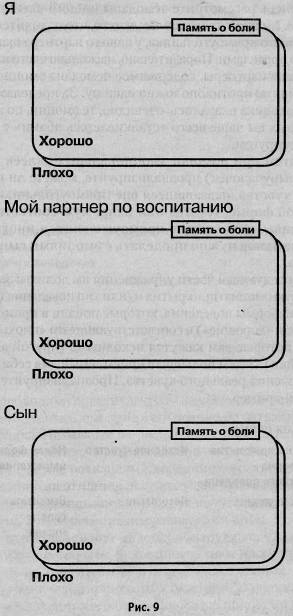 Я
Память о боли
Хорошо
Плохо
Мой партнер по воспитанию
Память о боли
Хорошо
Плохо
Сын
Память о боли
Хорошо
Плохо
Рис. 9